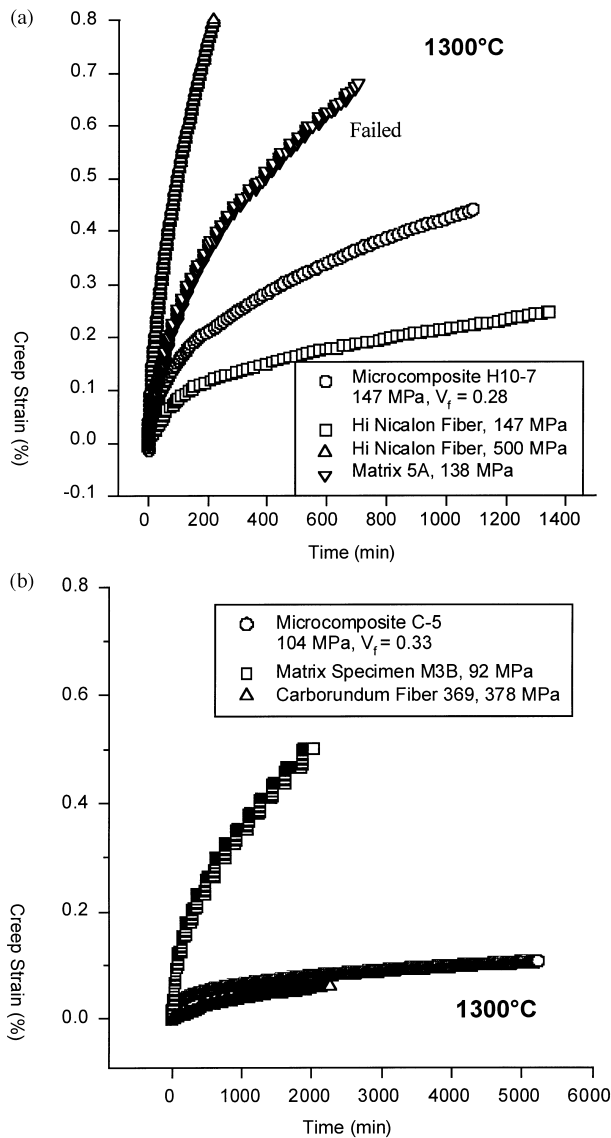 (a)
1300°C
Failed
0.8
0.7
0.6
0.5
0.4
0.3
0.2
0.1
0.0
-0.1
Creep Strain (%)
Microcomposite H10-7
147 MPa, Vf = 0.28
Hi Nicalon Fiber, 147 MPa
Hi Nicalon Fiber, 500 MPa
Matrix 5A, 138 MPa
0 200 400 600 800 1000 1200 1400
Time (min)
(b)
0.8
0.6
0.4
0.2
0.0
Creep Strain (%)
Microcomposite C-5
104 MPa, Vf = 0.33
Matrix Specimen M3B, 92 MPa
Carborundum Fiber 369, 378 MPa
1300°C
0 1000 2000 3000 4000 5000 6000
Time (min)